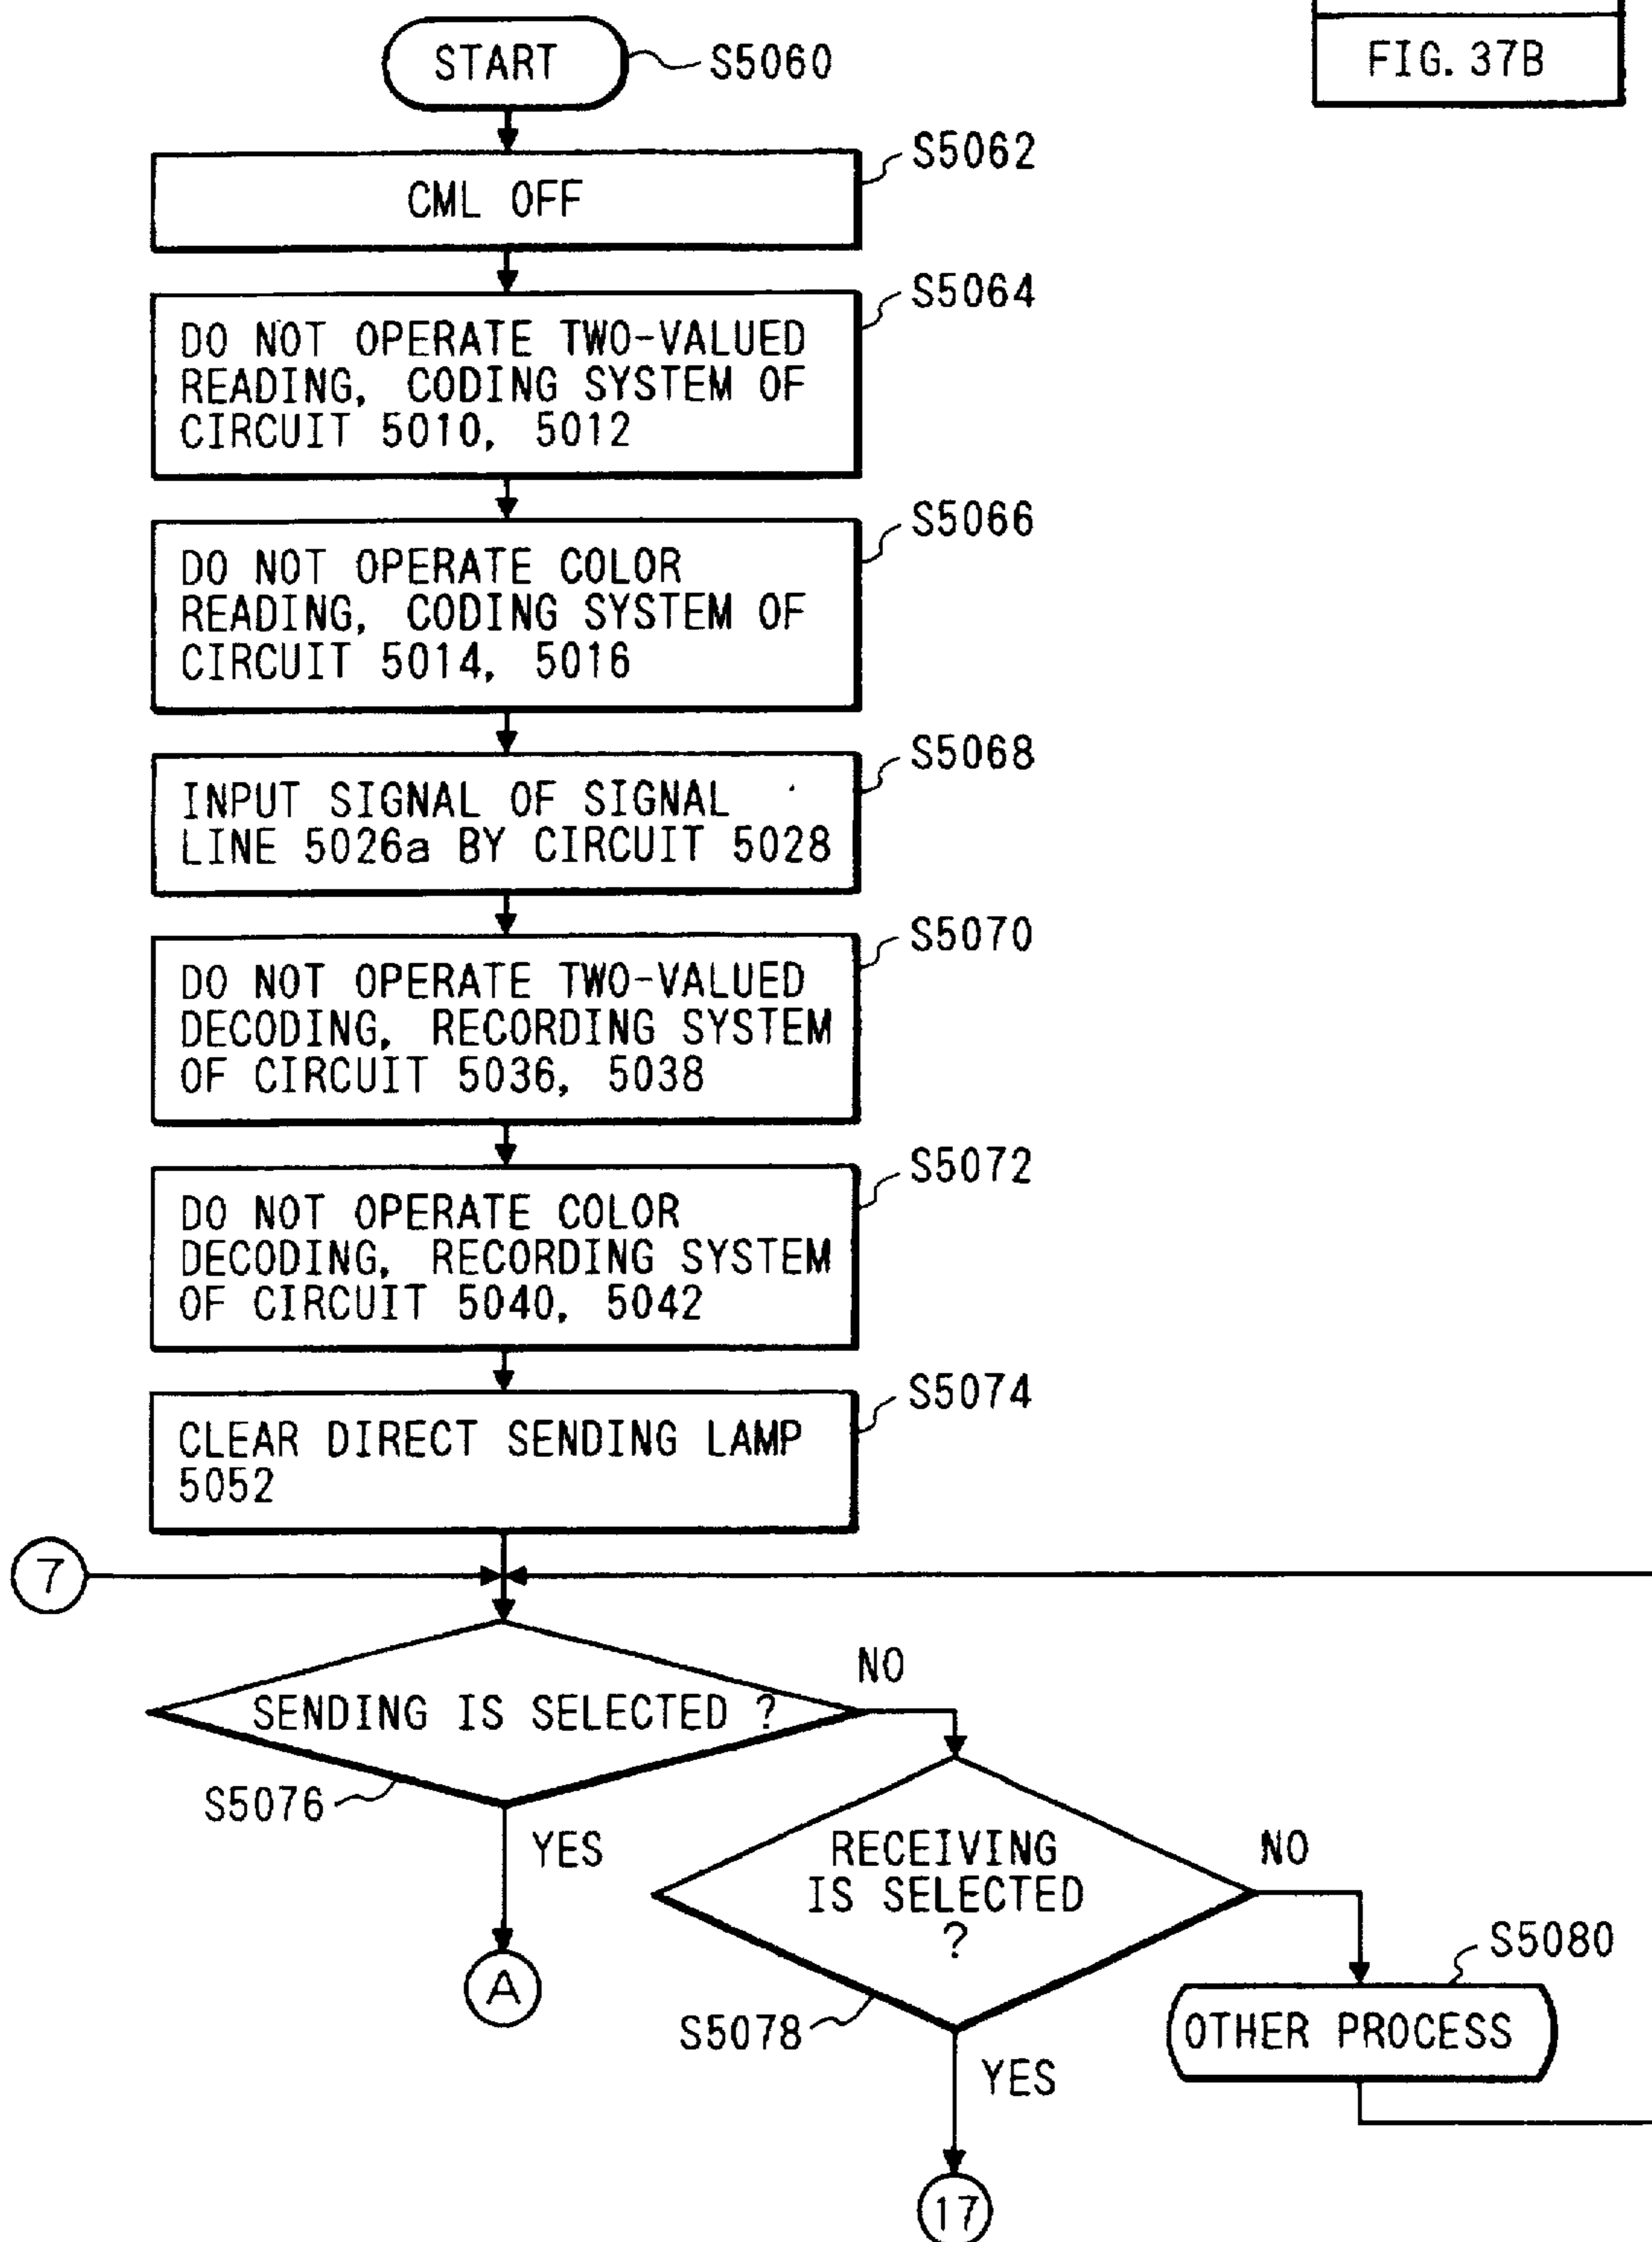 FIG. 37B
START
S5060
S5062
CML OFF
S5064
DO NOT OPERATE TWO-VALUED
READING, CODING SYSTEM OF
CIRCUIT 5010, 5012
S5066
DO NOT OPERATE COLOR
READING, CODING SYSTEM OF
CIRCUIT 5014, 5016
S5068
INPUT SIGNAL OF SIGNAL
LINE 5026a BY CIRCUIT 5028
S5070
DO NOT OPERATE TWO-VALUED
DECODING, RECORDING SYSTEM
OF CIRCUIT 5036, 5038
S5072
DO NOT OPERATE COLOR
DECODING, RECORDING SYSTEM
OF CIRCUIT 5040, 5042
S5074
CLEAR DIRECT SENDING LAMP
5052
7
SENDING IS SELECTED ?
NO
S5076
YES
A
RECEIVING
IS SELECTED
?
NO
S5078
YES
17
S5080
OTHER PROCESS